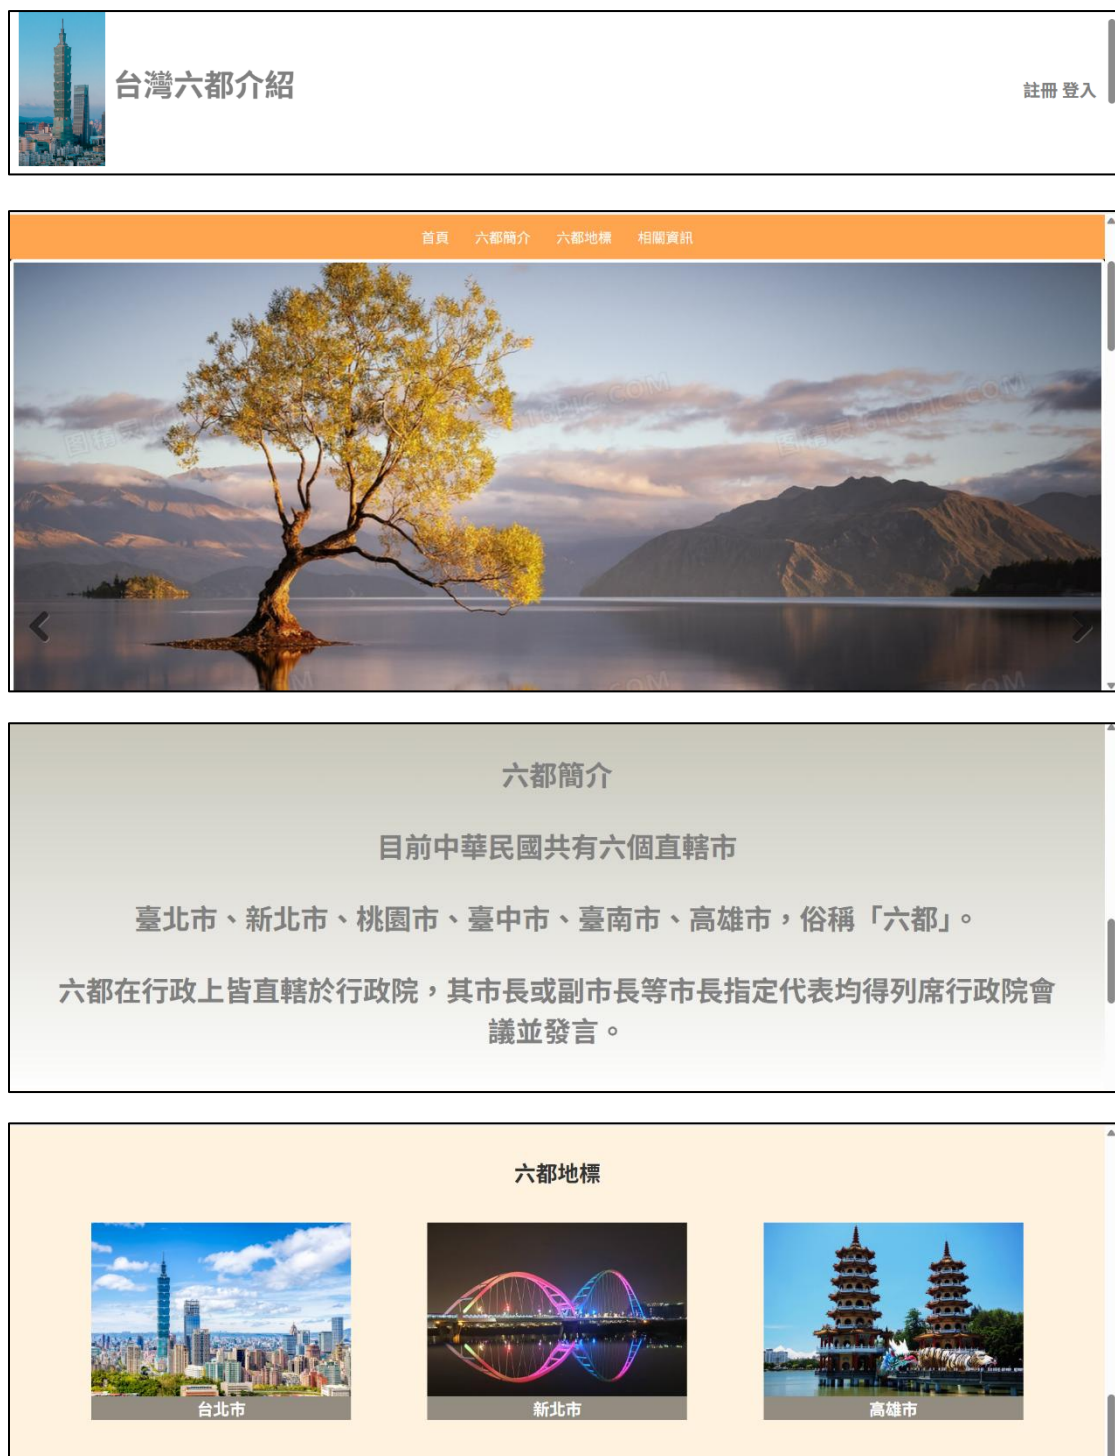 台灣六都介紹
註冊 登入
首頁 六都簡介 六都地標 相關資訊
六都簡介
目前中華民國共有六個直轄市
臺北市、新北市、桃園市、臺中市、臺南市、高雄市，俗稱「六都」。
六都在行政上皆直轄於行政院，其市長或副市長等市長指定代表均得列席行政院會
議並發言。
六都地標
台北市
新北市
高雄市